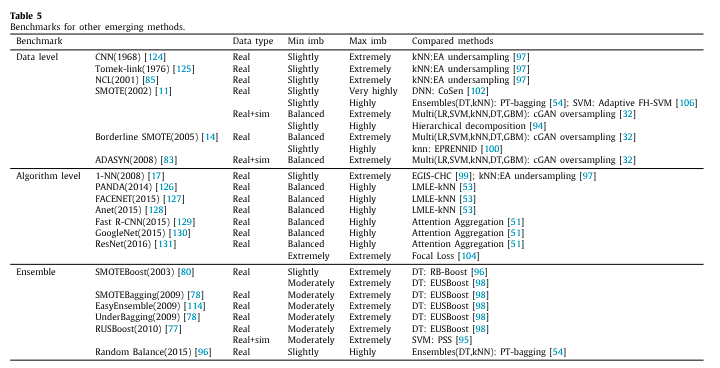 Table 5
Benchmarks for other emerging methods.
Benchmark Data type Min imb Max imb Compared methods
Data level CNN(1968) [124] Real Slightly Extremely kNN:EA undersampling [97]
Tomek-link(1976) [125] Real Slightly Extremely kNN:EA undersampling [97]
NCL(2001) [85] Real Slightly Extremely kNN:EA undersampling [97]
SMOTE(2002) [11] Real Slightly Very highly DNN: CoSen [102]
Slightly Highly Ensembles(DT,kNN): PT-bagging [54]; SVM: Adaptive FH-SVM [106]
Real+sim Balanced Extremely Multi(LR,SVM,kNN,DT,GBM): cGAN oversampling [32]
Slightly Highly Hierarchical decomposition [94]
Borderline SMOTE(2005) [14] Real Balanced Extremely Multi(LR,SVM,kNN,DT,GBM): cGAN oversampling [32]
Slightly Highly knn: EPRENNID [100]
ADASYN(2008) [83] Real+sim Balanced Extremely Multi(LR,SVM,kNN,DT,GBM): cGAN oversampling [32]
Algorithm level 1-NN(2008) [17] Real Slightly Extremely EGIS-CHC [99]; kNN:EA undersampling [97]
PANDA(2014) [126] Real Balanced Highly LMLE-kNN [53]
FACENET(2015) [127] Real Balanced Highly LMLE-kNN [53]
Anet(2015) [128] Real Balanced Highly LMLE-kNN [53]
Fast R-CNN(2015) [129] Real Balanced Highly Attention Aggregation [51]
GoogleNet(2015) [130] Real Balanced Highly Attention Aggregation [51]
ResNet(2016) [131] Real Balanced Highly Attention Aggregation [51]
Extremely Extremely Focal Loss [104]
Ensemble SMOTEBoost(2003) [80] Real Slightly Extremely DT: RB-Boost [96]
Moderately Extremely DT: EUSBoost [98]
SMOTEBagging(2009) [78] Real Moderately Extremely DT: EUSBoost [98]
EasyEnsemble(2009) [114] Real Moderately Extremely DT: EUSBoost [98]
UnderBagging(2009) [78] Real Moderately Extremely DT: EUSBoost [98]
RUSBoost(2010) [77] Real Moderately Extremely DT: EUSBoost [98]
Real+sim Moderately Extremely SVM: PSS [95]
Random Balance(2015) [96] Real Slightly Highly Ensembles(DT,kNN): PT-bagging [54]